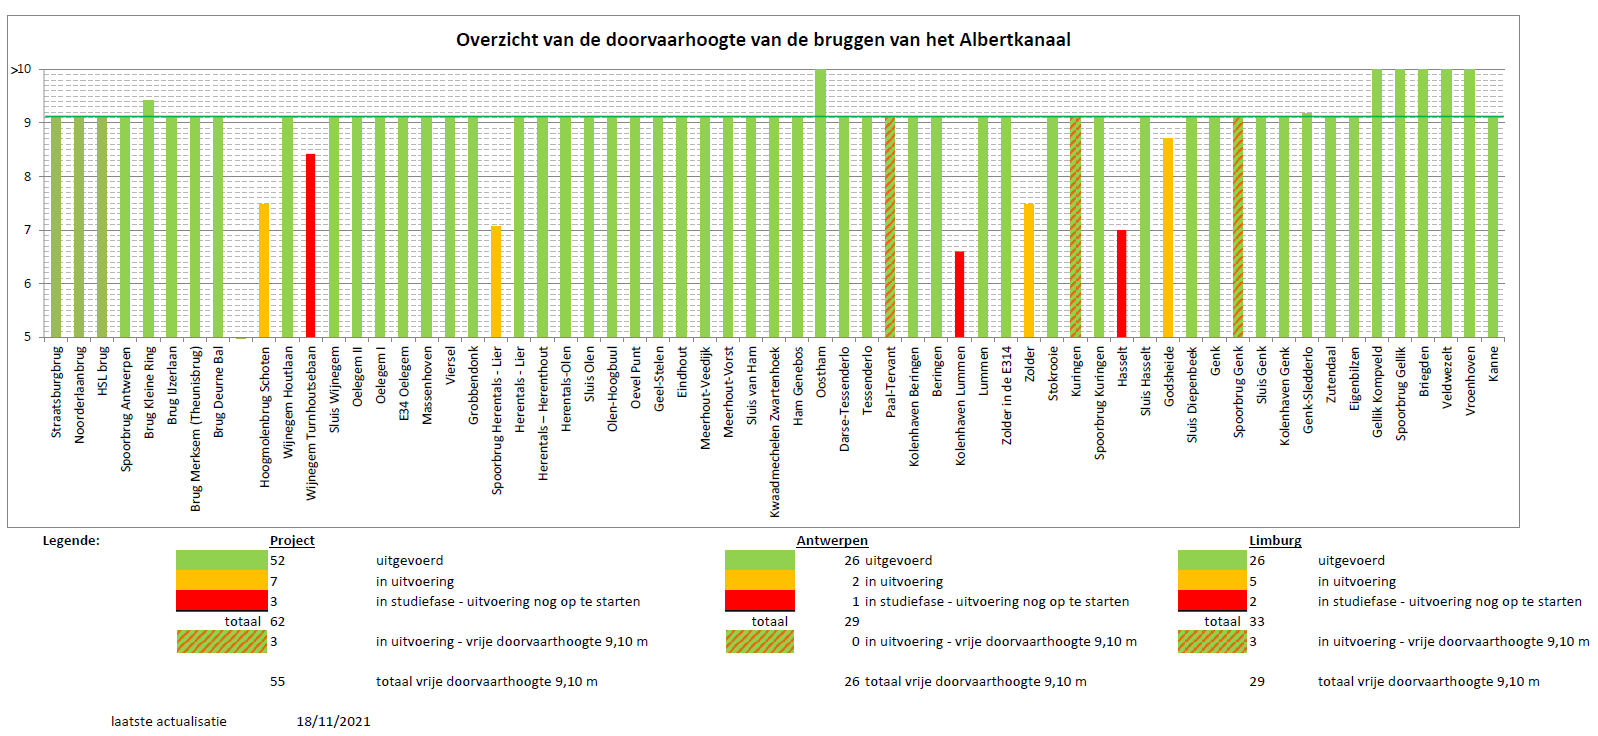 Overzicht van de doorvaarhoogte van de bruggen van het Albertkanaal
>10
9
8
7
6
5
Straatsburgbrug
Noorderlaanbrug
HSL brug
Spoorbrug Antwerpen
Brug Kleine Ring
Brug IJzerlaan
Brug Merksem (Theunisbrug)
Brug Deurne Bal
Hoogmolenbrug Schoten
Wijnegem Houtlaan
Wijnegem Turnhoutsebaan
Sluis Wijnegem
Oelegem II
Oelegem I
E34 Oelegem
Massenhoven
Viersel
Grobbendonk
Spoorbrug Herentals - Lier
Herentals - Lier
Herentals – Herenthout
Herentals-Olen
Sluis Olen
Olen-Hoogbuul
Oevel Punt
Geel-Stelen
Eindhout
Meerhout-Veedijk
Meerhout-Vorst
Sluis van Ham
Kwaadmechelen Zwartenhoek
Ham Genebos
Oostham
Darse-Tessenderlo
Tessenderlo
Paal-Tervant
Kolenhaven Beringen
Beringen
Kolenhaven Lummen
Lummen
Zolder in de E314
Zolder
Stokrooie
Kuringen
Spoorbrug Kuringen
Hasselt
Sluis Hasselt
Godsheide
Sluis Diepenbeek
Genk
Spoorbrug Genk
Sluis Genk
Kolenhaven Genk
Genk-Sledderlo
Zutendaal
Eigenbilzen
Gellik Kompveld
Spoorbrug Gellik
Briegden
Veldwezelt
Vroenhoven
Kanne
Legende: Project Antwerpen Limburg
52 uitgevoerd 26 uitgevoerd 26 uitgevoerd
7 in uitvoering 2 in uitvoering 5 in uitvoering
3 in studiefase - uitvoering nog op te starten 1 in studiefase - uitvoering nog op te starten 2 in studiefase - uitvoering nog op te starten
totaal 62 totaal 29 totaal 33
3 in uitvoering - vrije doorvaarthoogte 9,10 m 0 in uitvoering - vrije doorvaarthoogte 9,10 m 3 in uitvoering - vrije doorvaarthoogte 9,10 m
55 totaal vrije doorvaarthoogte 9,10 m 26 totaal vrije doorvaarthoogte 9,10 m 29 totaal vrije doorvaarthoogte 9,10 m
laatste actualisatie 18/11/2021